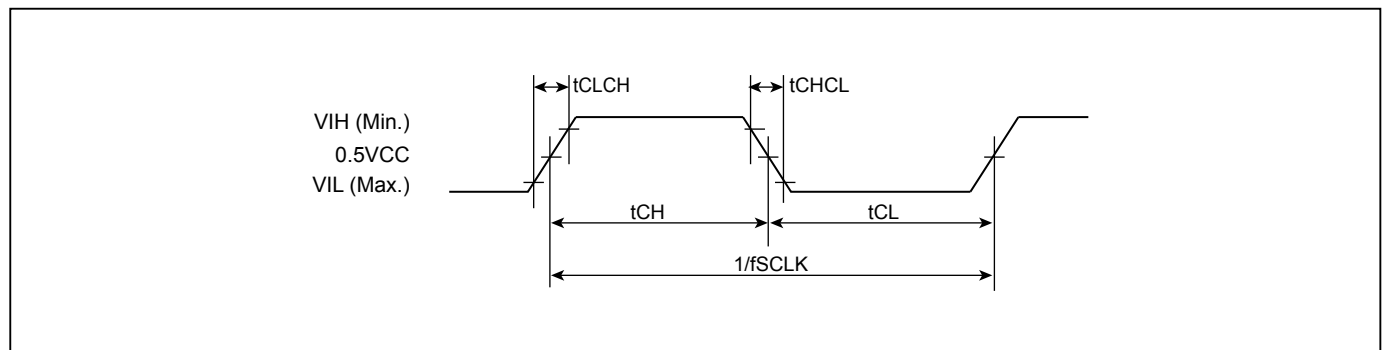 tCLCH
tCHCL
VIH (Min.)
0.5VCC
VIL (Max.)
tCH
tCL
1/fSCLK